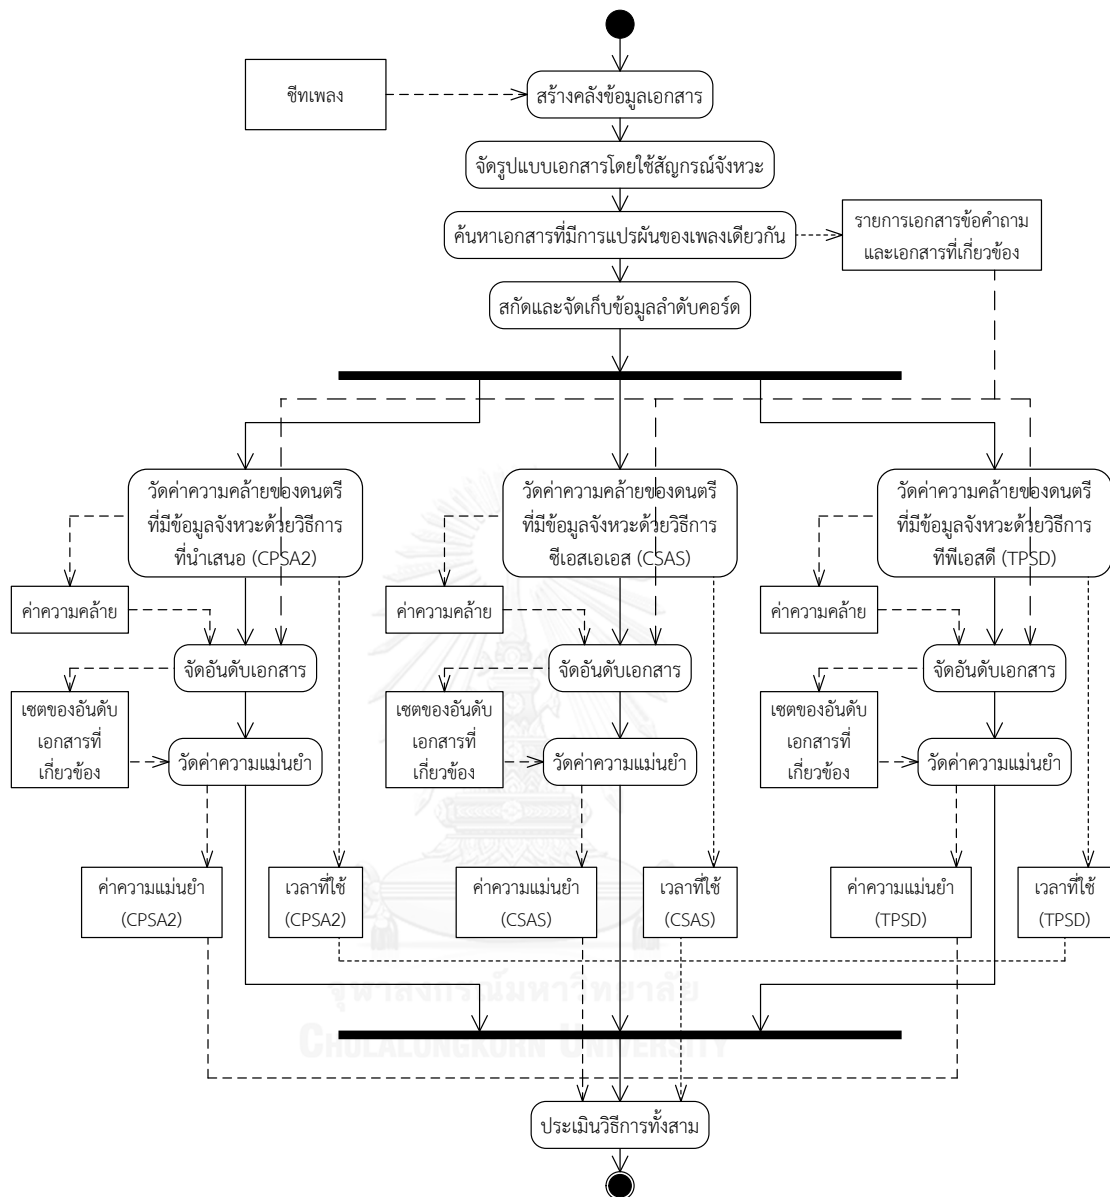 ชีทเพลง
สร้างคลังข้อมูลเอกสาร
จัดรูปแบบเอกสารโดยใช้สัญกรณ์จังหวะ
ค้นหาเอกสารที่มีการแปรผันของเพลงเดียวกัน
รายการเอกสารข้อคำถาม
และเอกสารที่เกี่ยวข้อง
สกัดและจัดเก็บข้อมูลลำดับคอร์ด
วัดค่าความคล้ายของดนตรี
ที่มีข้อมูลจังหวะด้วยวิธีการ
ที่นำเสนอ (CPSA2)
วัดค่าความคล้ายของดนตรี
ที่มีข้อมูลจังหวะด้วยวิธีการ
ซีเอสเอเอส (CSAS)
วัดค่าความคล้ายของดนตรี
ที่มีข้อมูลจังหวะด้วยวิธีการ
ทีพีเอสดี (TPSD)
ค่าความคล้าย
ค่าความคล้าย
ค่าความคล้าย
จัดอันดับเอกสาร
จัดอันดับเอกสาร
จัดอันดับเอกสาร
เซตของอันดับ
เอกสารที่
เกี่ยวข้อง
วัดค่าความแม่นยำ
เซตของอันดับ
เอกสารที่
เกี่ยวข้อง
วัดค่าความแม่นยำ
เซตของอันดับ
เอกสารที่
เกี่ยวข้อง
วัดค่าความแม่นยำ
ค่าความแม่นยำ
(CPSA2)
เวลาที่ใช้
(CPSA2)
ค่าความแม่นยำ
(CSAS)
เวลาที่ใช้
(CSAS)
ค่าความแม่นยำ
(TPSD)
เวลาที่ใช้
(TPSD)
จุฬาลงกรณ์มหาวิทยาลัย
CHULALONGKORN UNIVERSITY
ประเมินวิธีการทั้งสาม